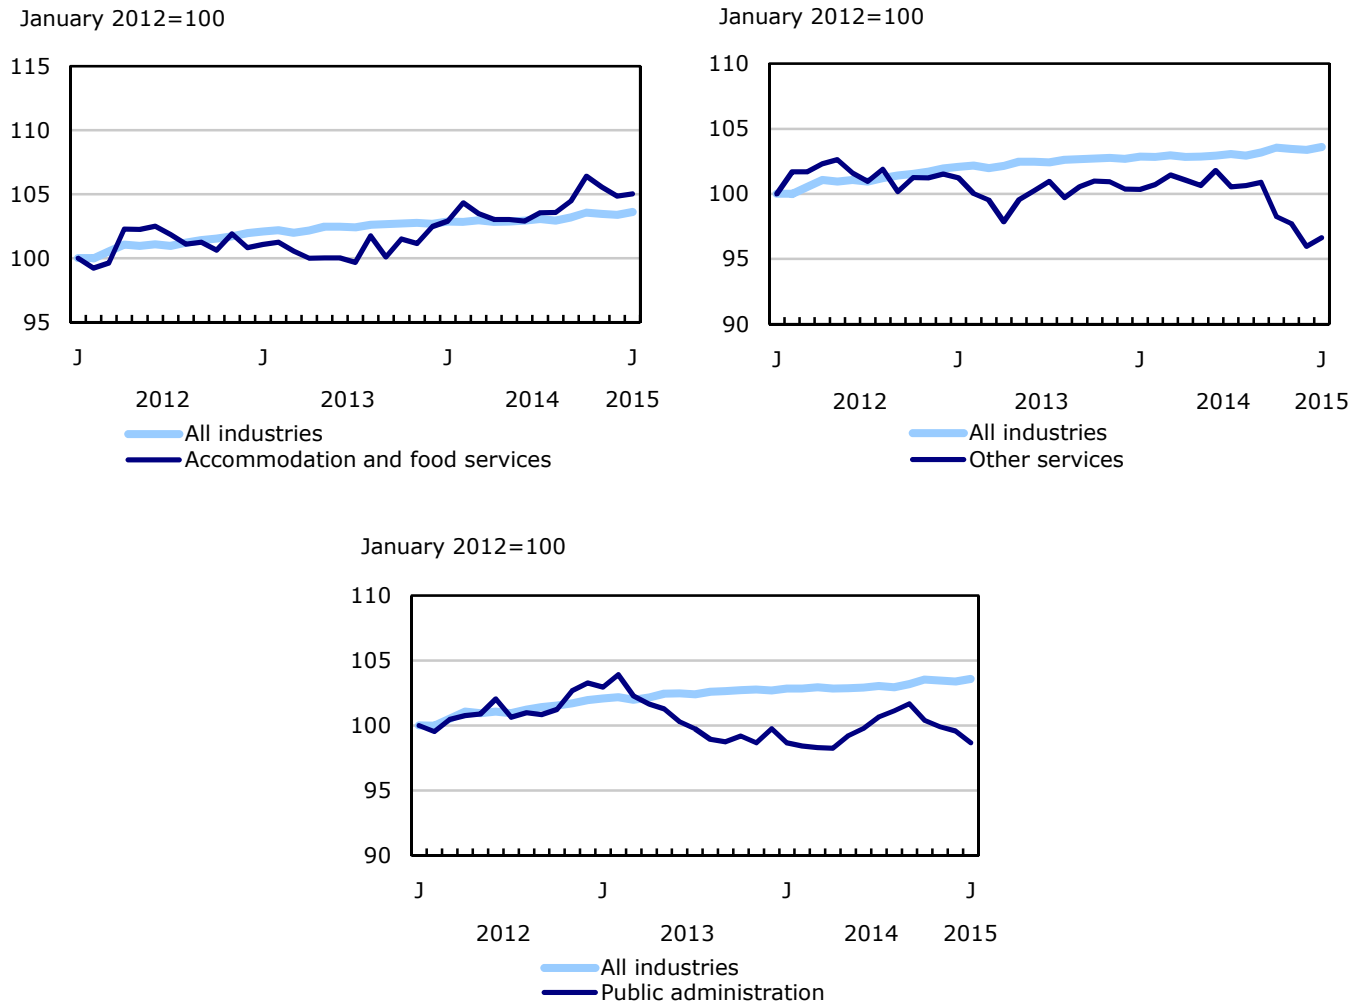 January 2012=100
115
110
105
100
95
J J J J
2012 2013 2014 2015
All industries
Accommodation and food services
January 2012=100
110
105
100
95
90
J J J J
2012 2013 2014 2015
All industries
Other services
January 2012=100
110
105
100
95
90
J J J J
2012 2013 2014 2015
All industries
Public administration